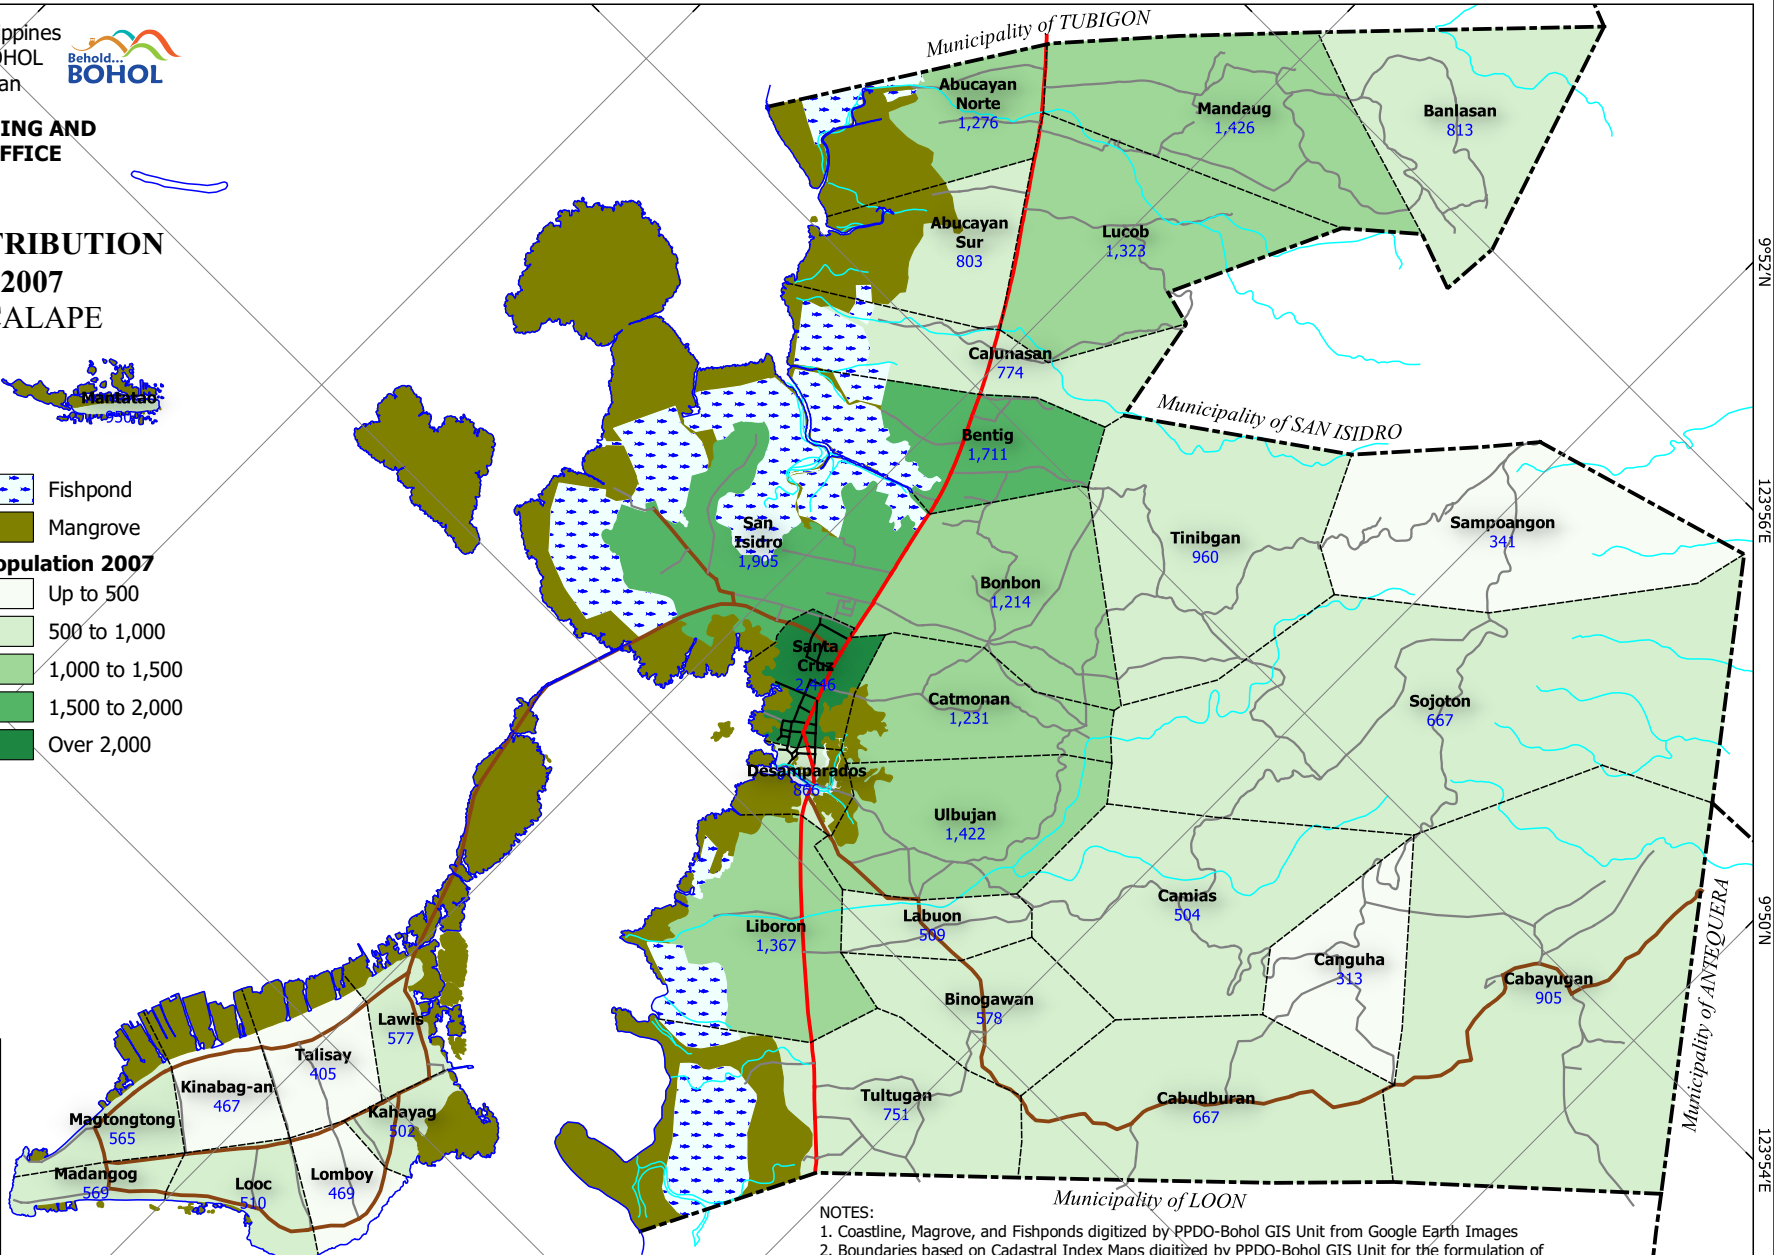 ppines
OHOL
an
Behold...
BOHOL
ING AND
FFICE
TRIBUTION
2007
CALAPE
Mantatao
950
Fishpond
Mangrove
opulation 2007
Up to 500
500 to 1,000
1,000 to 1,500
1,500 to 2,000
Over 2,000
Municipality of TUBIGON
Abucayan
Norte
1,276
Mandaug
1,426
Banlasan
813
Abucayan
Sur
803
Lucob
1,323
9°52'N
Calunasan
774
Municipality of SAN ISIDRO
Bentig
1,711
San
Isidro
1,905
Tinibgan
960
Sampoangon
341
123°56'E
Bonbon
1,214
Santa
Cruz
2,446
Catmonan
1,231
Sojoton
667
Desamparados
866
Ulbujan
1,422
Liboron
1,367
Labuon
509
Camias
504
Canguha
313
Cabayugan
905
9°50'N
Municipality of ANTEQUERA
Binogawan
578
Lawis
577
Talisay
405
Kinabag-an
467
Magtongtong
565
Kahayag
502
Tultugan
751
Cabudburan
667
Madangog
569
Looc
510
Lomboy
469
123°54'E
Municipality of LOON
NOTES:
1. Coastline, Magrove, and Fishponds digitized by PPDO-Bohol GIS Unit from Google Earth Images
2. Boundaries based on Cadastral Index Maps digitized by PPDO-Bohol GIS Unit for the formulation of